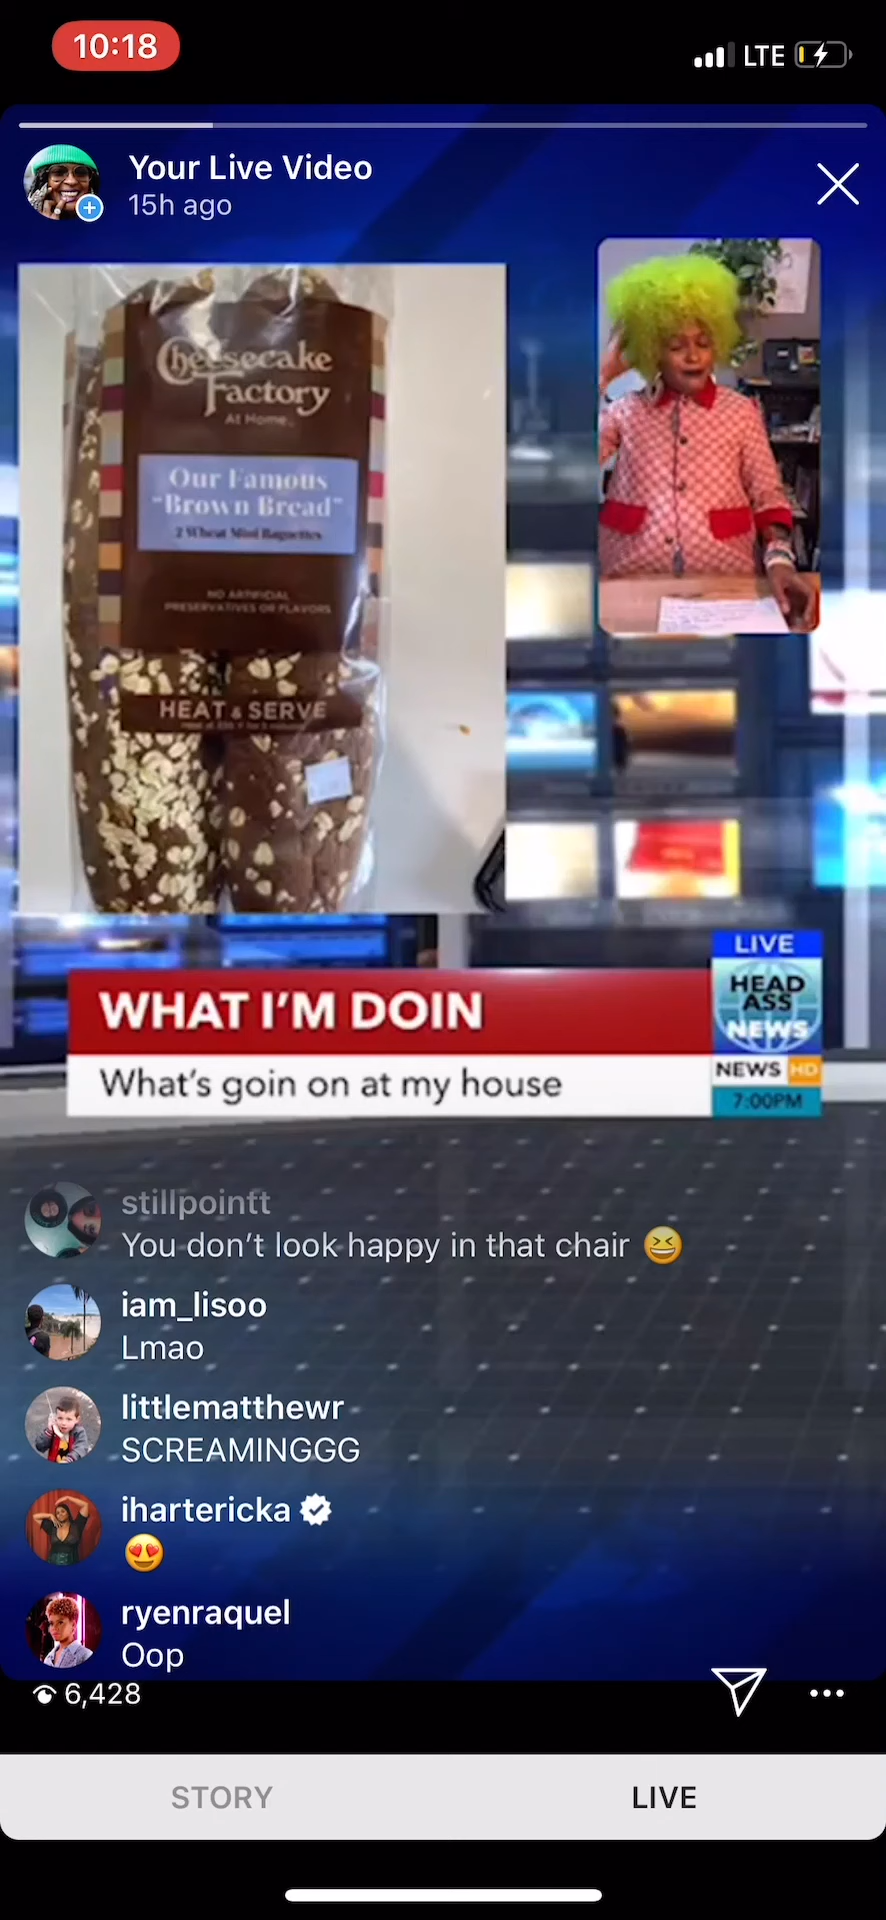 10:18
LTE
Your Live Video
15h ago
Cheesecake
Factory
At Home
Our Famous
"Brown Bread"
2 Wheat Mini Baguettes
NO ARTIFICIAL
PRESERVATIVES OR FLAVORS
HEAT & SERVE
LIVE
HEAD
ASS
NEWS
WHAT I'M DOIN
What's goin on at my house
NEWS HD
7:00PM
stillpointt
You don't look happy in that chair 😆
iam_lisoo
Lmao
littlematthewr
SCREAMINGGG
ihartericka
😍
ryenraquel
Oop
6,428
STORY
LIVE